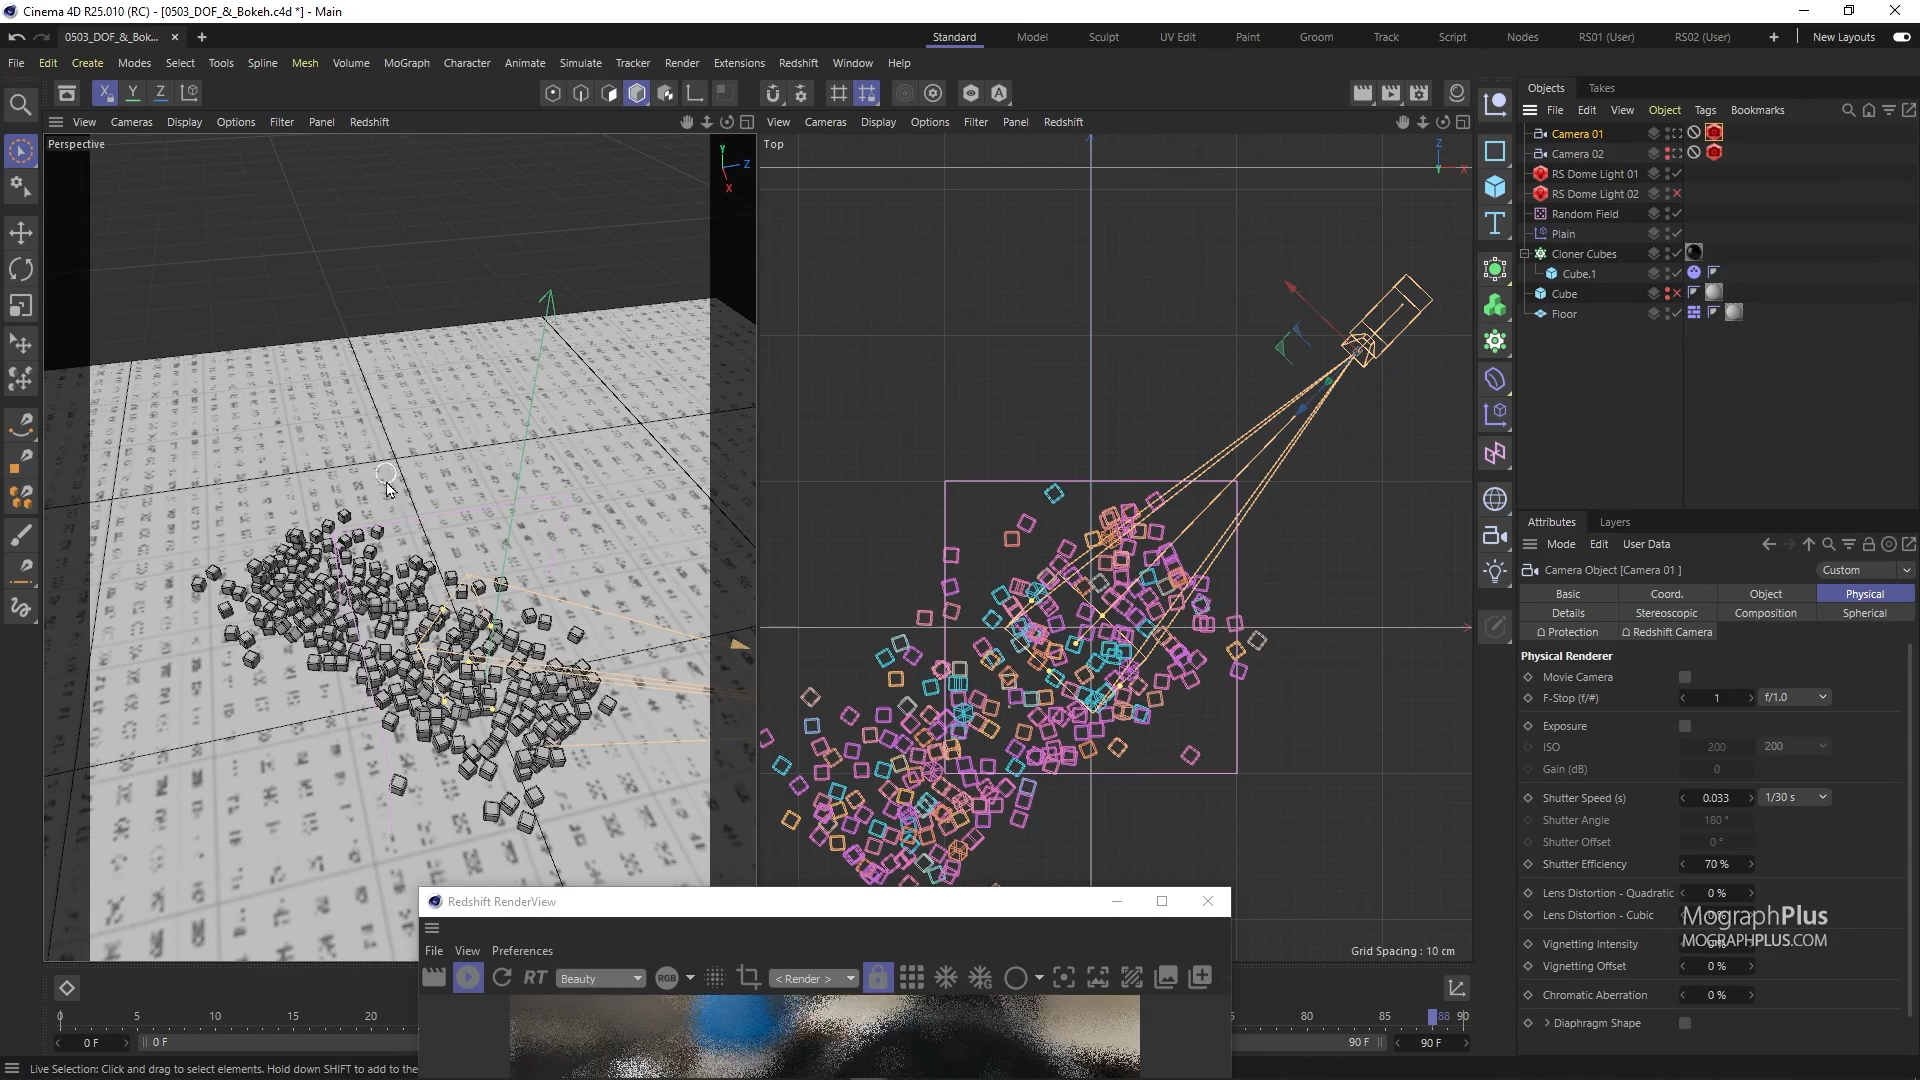 Cinema 4D R25.010 (RC) - [0503_DOF_&_Bokeh.c4d *] - Main
0503_DOF_&_Bok...
Standard Model Sculpt UV Edit Paint Groom Track Script Nodes RS01 (User) RS02 (User) New Layouts
File Edit Create Modes Select Tools Spline Mesh Volume MoGraph Character Animate Simulate Tracker Render Extensions Redshift Window Help
X Y Z
View Cameras Display Options Filter Panel Redshift
Perspective
Y
Z
X
View Cameras Display Options Filter Panel Redshift
Top
Z
Y
X
Grid Spacing : 10 cm
Objects Takes
File Edit View Object Tags Bookmarks
Camera 01
Camera 02
RS Dome Light 01
RS Dome Light 02
Random Field
Plain
Cloner Cubes
Cube.1
Cube
Floor
Attributes Layers
Mode Edit User Data
Camera Object [Camera 01 ] Custom
Basic Coord. Object Physical
Details Stereoscopic Composition Spherical
Protection Redshift Camera
Physical Renderer
Movie Camera
F-Stop (f/#) 1 f/1.0
Exposure
ISO 200 200
Gain (dB) 0
Shutter Speed (s) 0.033 1/30 s
Shutter Angle 180 °
Shutter Offset 0 °
Shutter Efficiency 70 %
Lens Distortion - Quadratic 0 %
Lens Distortion - Cubic
Vignetting Intensity
Vignetting Offset 0 %
Chromatic Aberration 0 %
Diaphragm Shape
MographPlus
MOGRAPHPLUS.COM
Redshift RenderView
File View Preferences
RT Beauty RGB < Render >
0 5 10 15 20 80 85 88 90
0 F 0 F 90 F 90 F
Live Selection: Click and drag to select elements. Hold down SHIFT to add to the